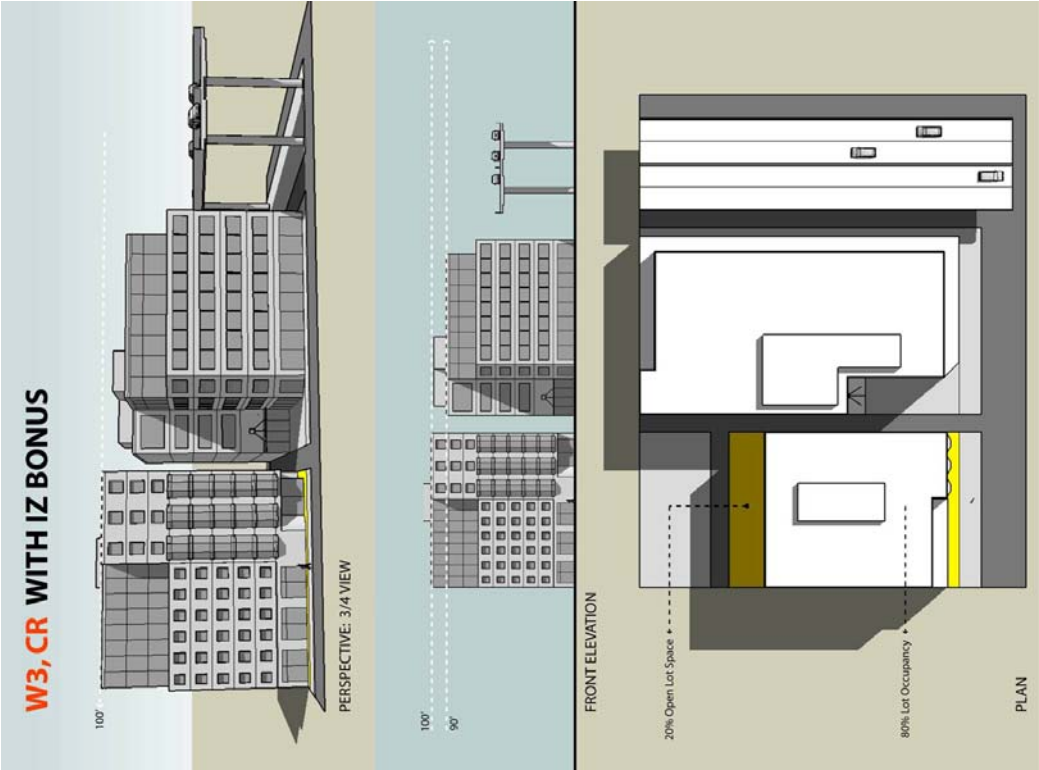 W3, CR WITH IZ BONUS
100'
PERSPECTIVE: 3/4 VIEW
100'
90'
FRONT ELEVATION
20% Open Lot Space
80% Lot Occupancy
PLAN